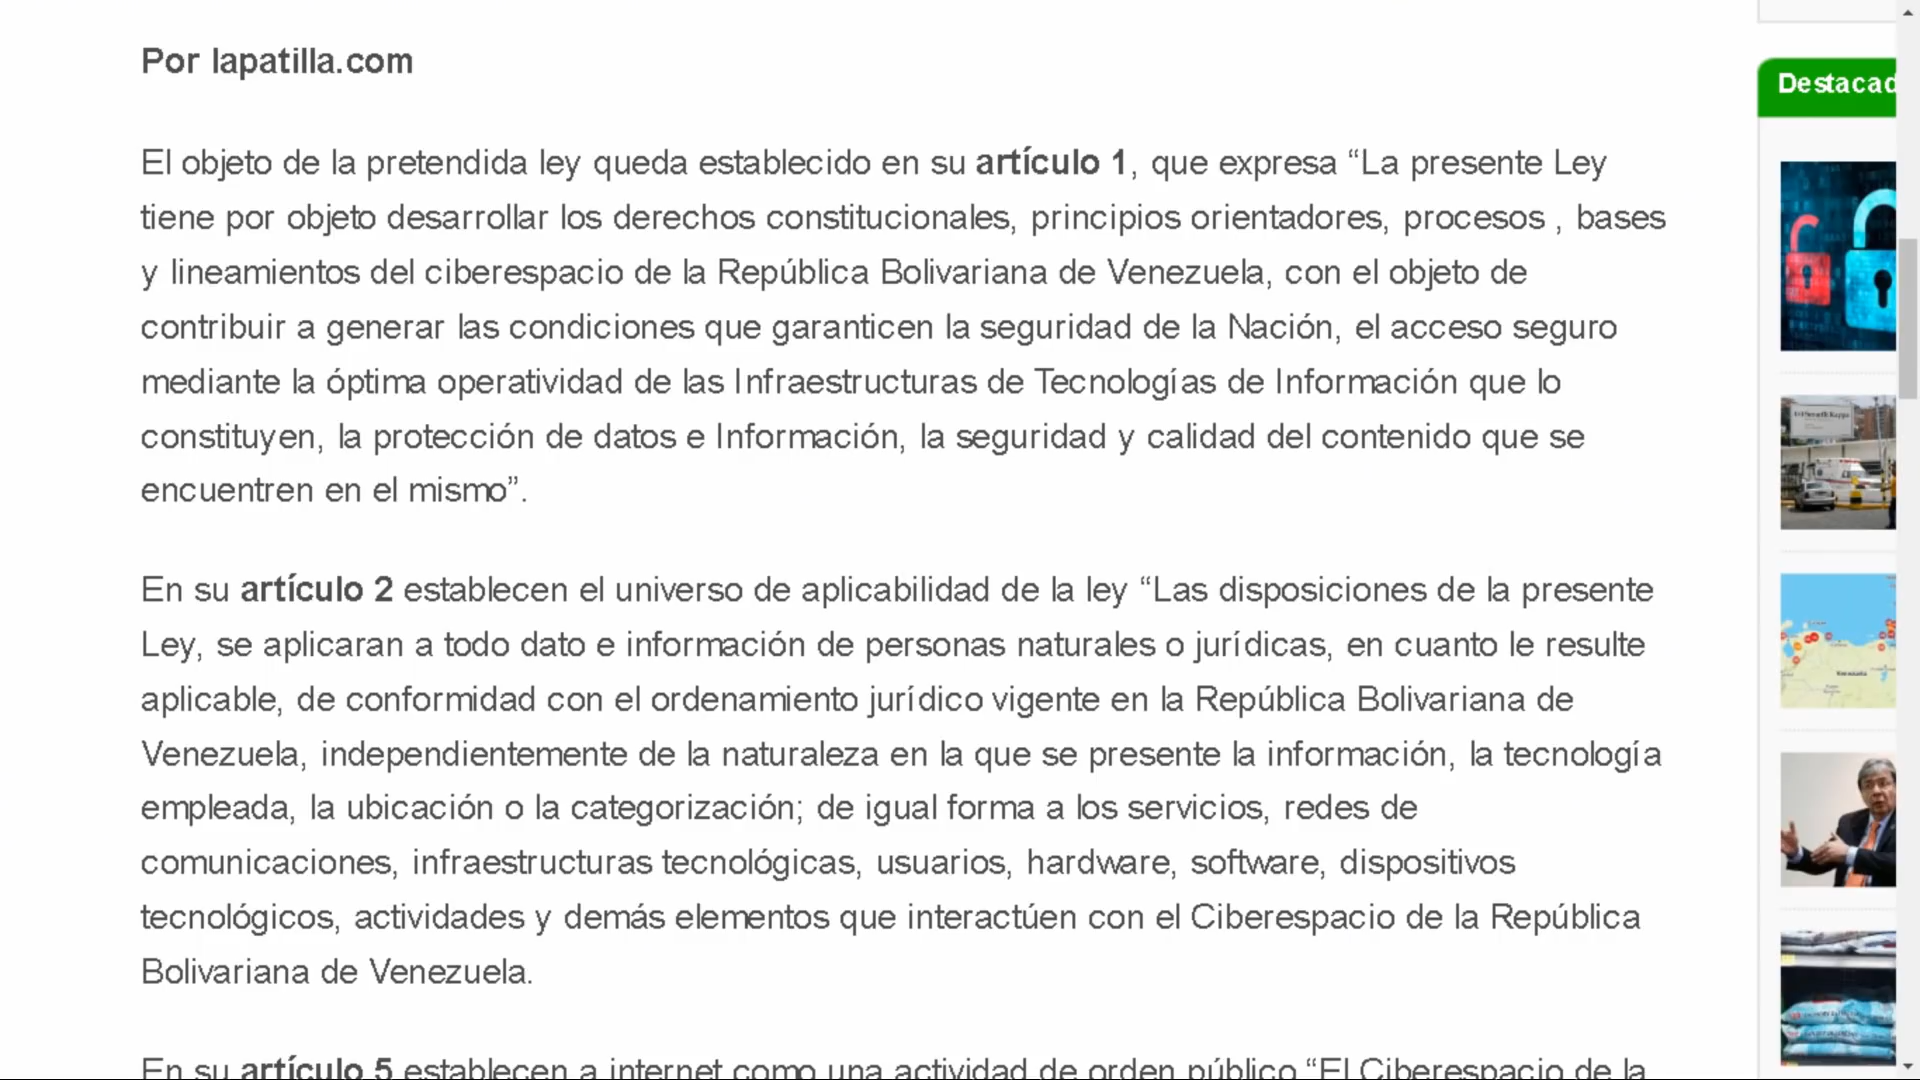 Por lapatilla.com
Destacad
El objeto de la pretendida ley queda establecido en su artículo 1, que expresa “La presente Ley
tiene por objeto desarrollar los derechos constitucionales, principios orientadores, procesos , bases
y lineamientos del ciberespacio de la República Bolivariana de Venezuela, con el objeto de
contribuir a generar las condiciones que garanticen la seguridad de la Nación, el acceso seguro
mediante la óptima operatividad de las Infraestructuras de Tecnologías de Información que lo
constituyen, la protección de datos e Información, la seguridad y calidad del contenido que se
encuentren en el mismo”.
En su artículo 2 establecen el universo de aplicabilidad de la ley “Las disposiciones de la presente
Ley, se aplicaran a todo dato e información de personas naturales o jurídicas, en cuanto le resulte
aplicable, de conformidad con el ordenamiento jurídico vigente en la República Bolivariana de
Venezuela, independientemente de la naturaleza en la que se presente la información, la tecnología
empleada, la ubicación o la categorización; de igual forma a los servicios, redes de
comunicaciones, infraestructuras tecnológicas, usuarios, hardware, software, dispositivos
tecnológicos, actividades y demás elementos que interactúen con el Ciberespacio de la República
Bolivariana de Venezuela.
En su artículo 5 establecen a internet como una actividad de orden público “El Ciberespacio de la